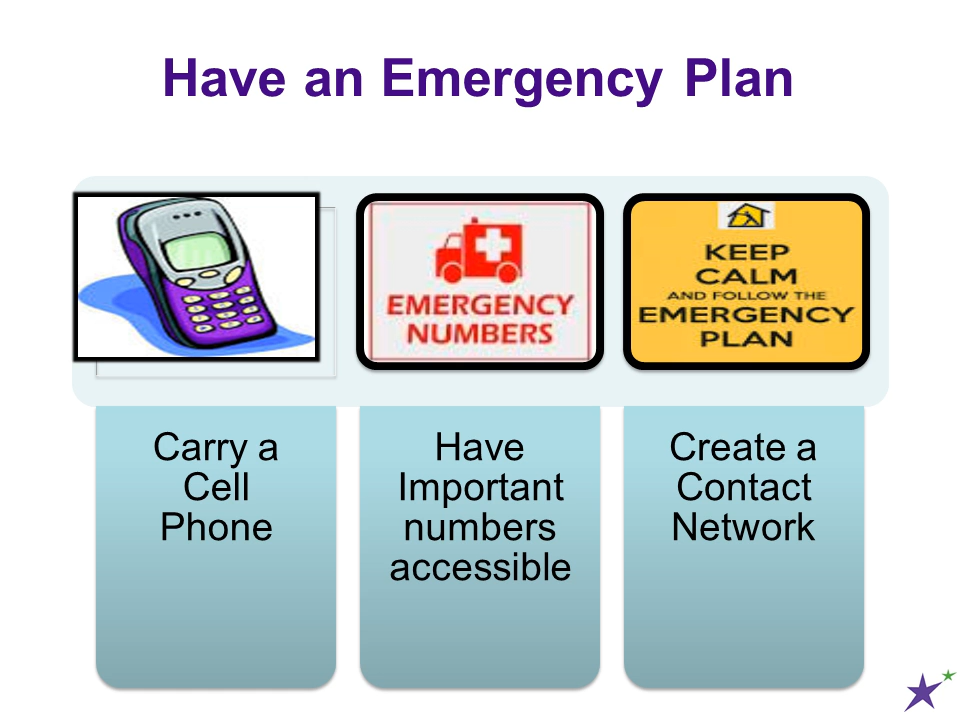 Have an Emergency Plan
EMERGENCY
NUMBERS
KEEP
CALM
AND FOLLOW THE
EMERGENCY
PLAN
Carry a
Cell
Phone
Have
Important
numbers
accessible
Create a
Contact
Network